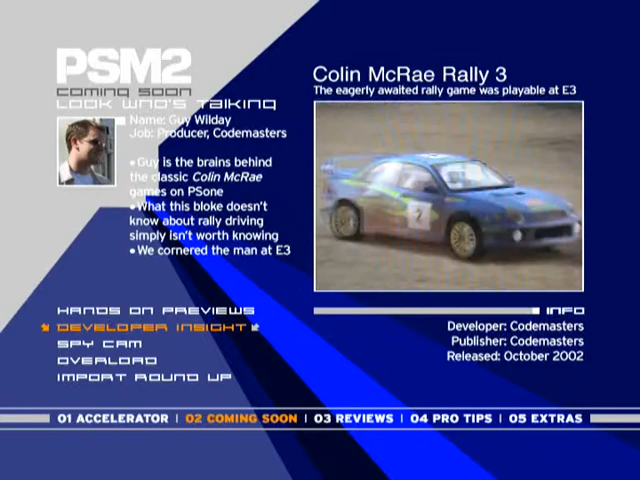 PSM2
COMING SOON
LOOK WHO'S TALKING
Name: Guy Wilday
Job: Producer, Codemasters
•Guy is the brains behind
the classic Colin McRae
games on PSone
•What this bloke doesn't
know about rally driving
simply isn't worth knowing
•We cornered the man at E3
Colin McRae Rally 3
The eagerly awaited rally game was playable at E3
2
INFO
Developer: Codemasters
Publisher: Codemasters
Released: October 2002
HANDS ON PREVIEWS
DEVELOPER INSIGHT
SPY CAM
OVERLOAD
IMPORT ROUND UP
01 ACCELERATOR | 02 COMING SOON | 03 REVIEWS | 04 PRO TIPS | 05 EXTRAS